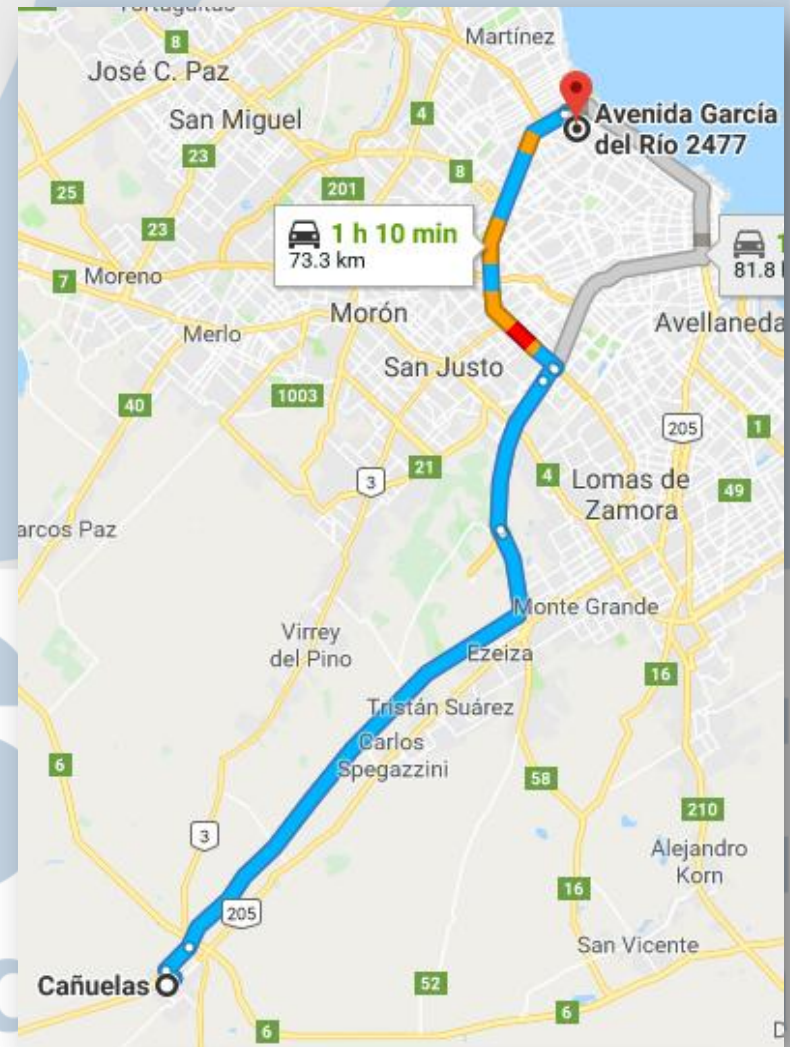 Martínez
8
José C. Paz
4
San Miguel
Avenida García
del Río 2477
23
8
25
201
23
1 h 10 min
73.3 km
1
81.8
7
Moreno
Morón
Avellaneda
Merlo
San Justo
1003
40
205
1
21
3
4
Lomas de
Zamora
49
arcos Paz
Monte Grande
Virrey
del Pino
Ezeiza
16
Tristán Suárez
Carlos
Spegazzini
6
58
210
3
Alejandro
Korn
16
205
San Vicente
Cañuelas
52
6
6
D